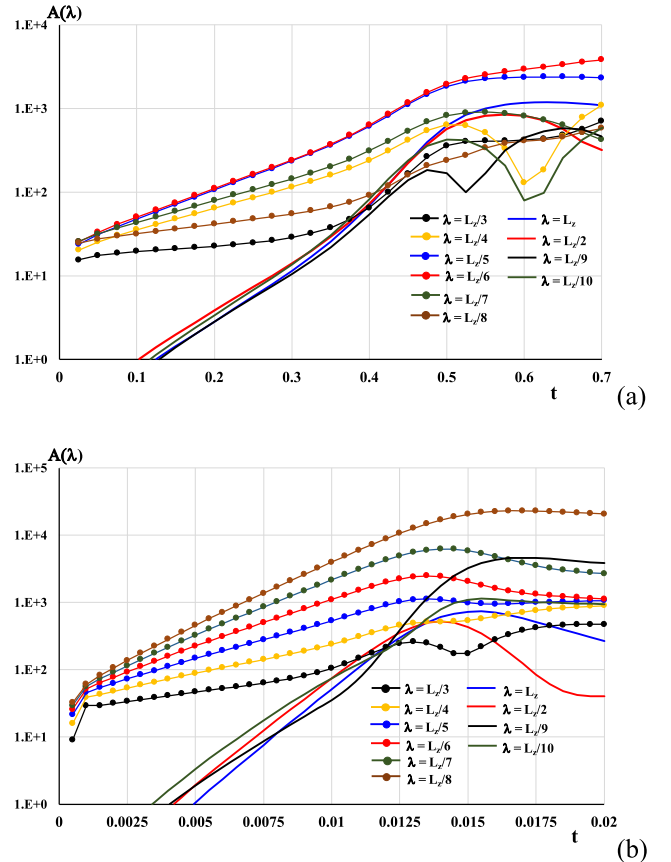 A(λ)
1.E+4
1.E+3
1.E+2
1.E+1
1.E+0
0 0.1 0.2 0.3 0.4 0.5 0.6 0.7
t
λ = Lz/3
λ = Lz/4
λ = Lz/5
λ = Lz/6
λ = Lz/7
λ = Lz/8
λ = Lz
λ = Lz/2
λ = Lz/9
λ = Lz/10
(a)
A(λ)
1.E+5
1.E+4
1.E+3
1.E+2
1.E+1
1.E+0
0 0.0025 0.005 0.0075 0.01 0.0125 0.015 0.0175 0.02
t
λ = Lz/3
λ = Lz/4
λ = Lz/5
λ = Lz/6
λ = Lz/7
λ = Lz/8
λ = Lz
λ = Lz/2
λ = Lz/9
λ = Lz/10
(b)